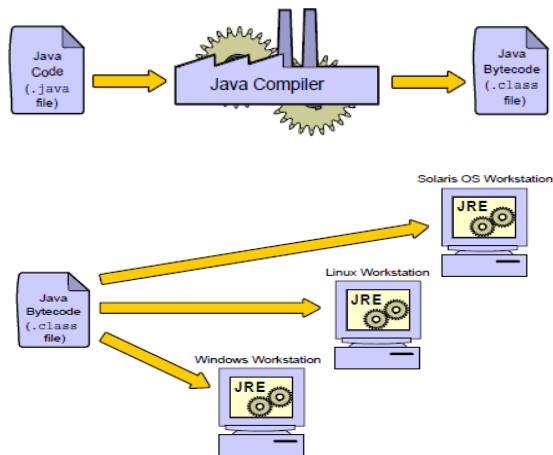 Java
Code
(.java
file)
Java Compiler
Java
Bytecode
(.class
file)
Solaris OS Workstation
JRE
Linux Workstation
JRE
Java
Bytecode
(.class
file)
Windows Workstation
JRE